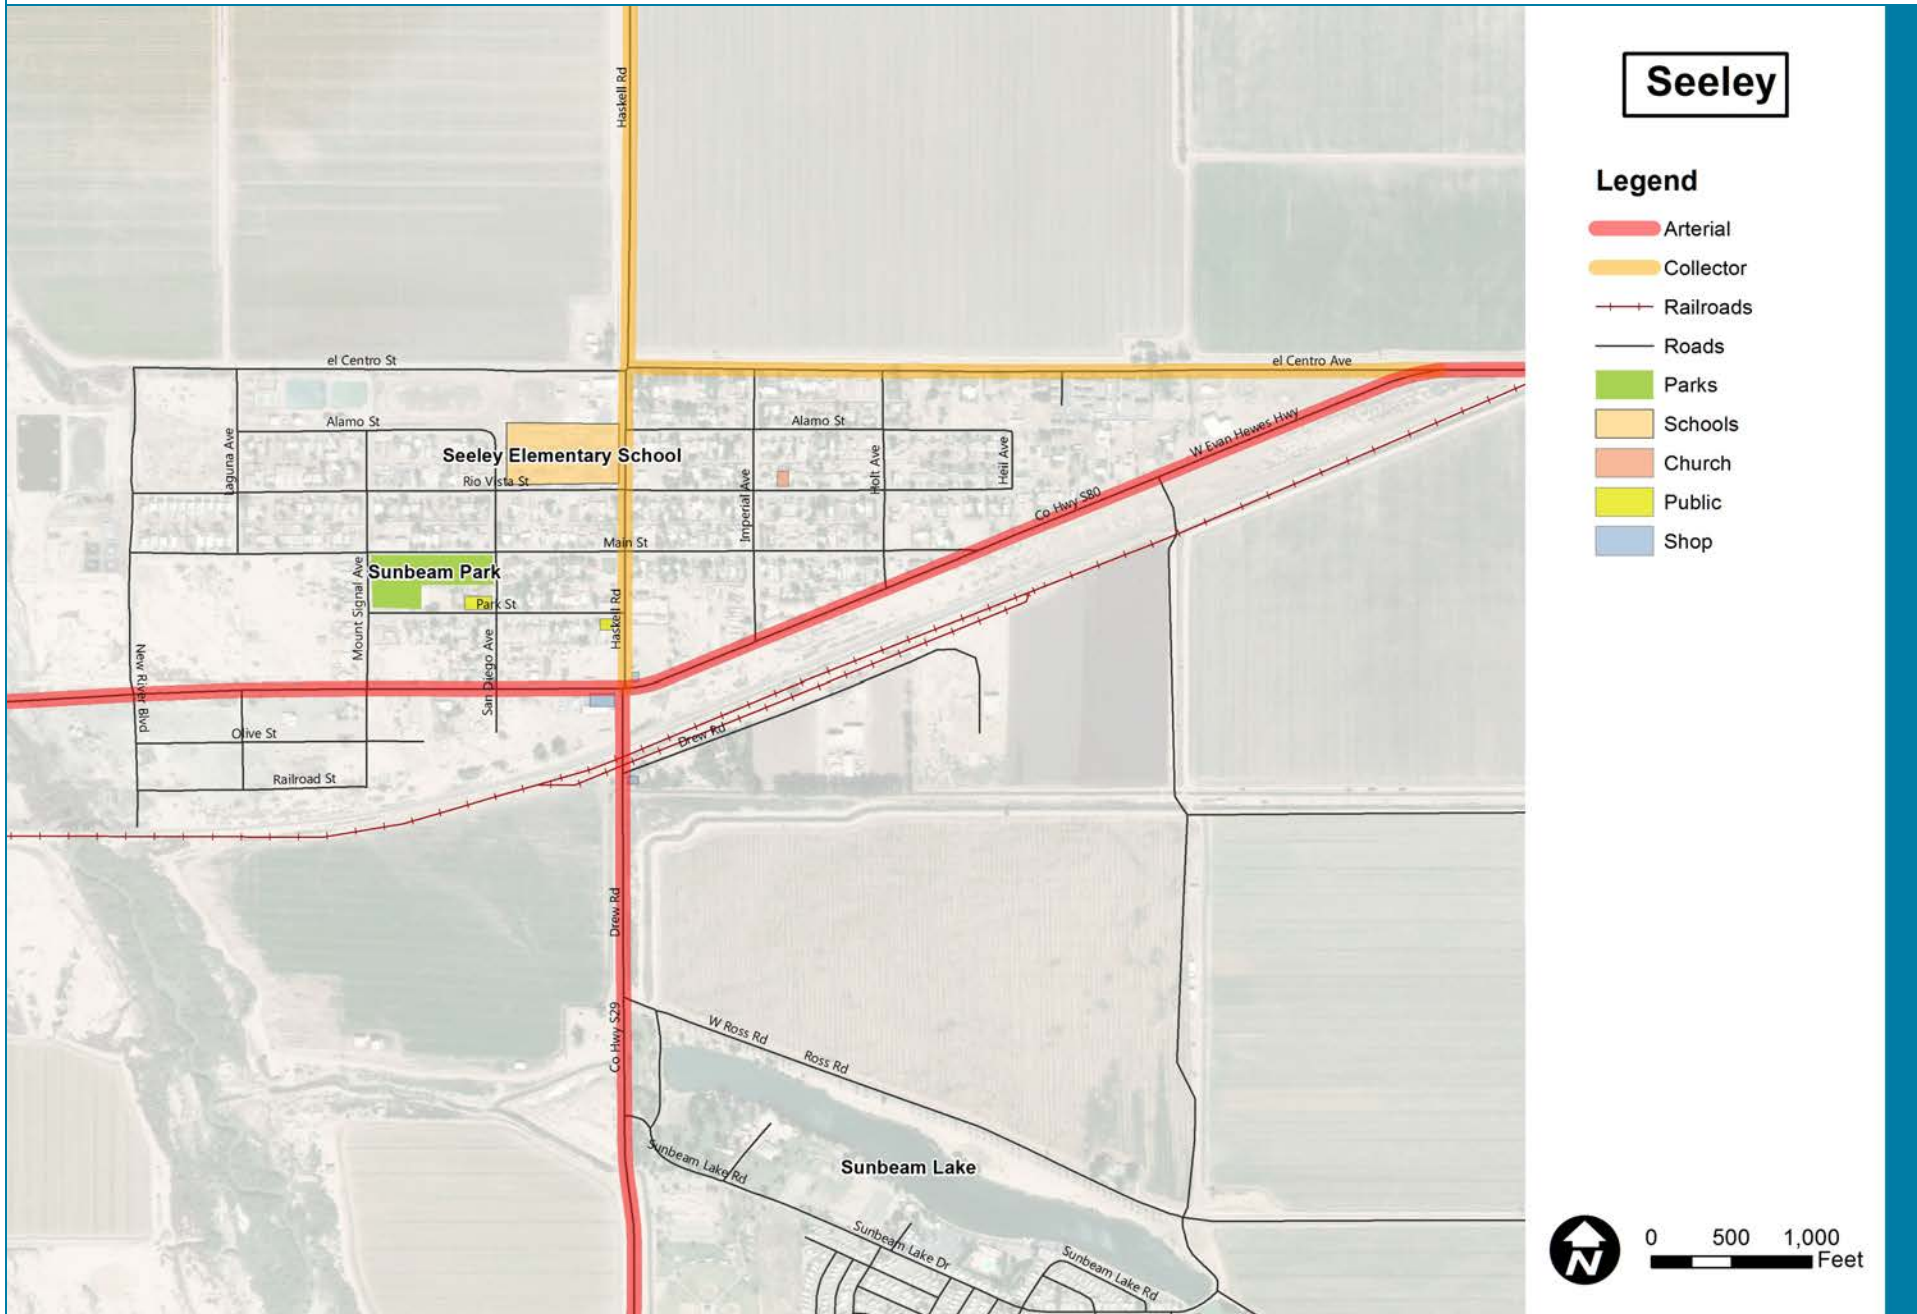 Seeley
Legend
Arterial
Collector
Railroads
Roads
Parks
Schools
Church
Public
Shop
Haskell Rd
el Centro St
el Centro Ave
Alamo St
Alamo St
W Evan Hewes Hwy
Laguna Ave
Seeley Elementary School
Rio Vista St
Imperial Ave
Holt Ave
Heil Ave
Co Hwy S80
Main St
Sunbeam Park
Mount Signal Ave
Park St
Haskell Rd
San Diego Ave
New River Blvd
Olive St
Drew Rd
Railroad St
Drew Rd
Co Hwy S29
W Ross Rd
Ross Rd
Sunbeam Lake Rd
Sunbeam Lake
Sunbeam Lake Dr
Sunbeam Lake Rd
N
0 500 1,000
Feet